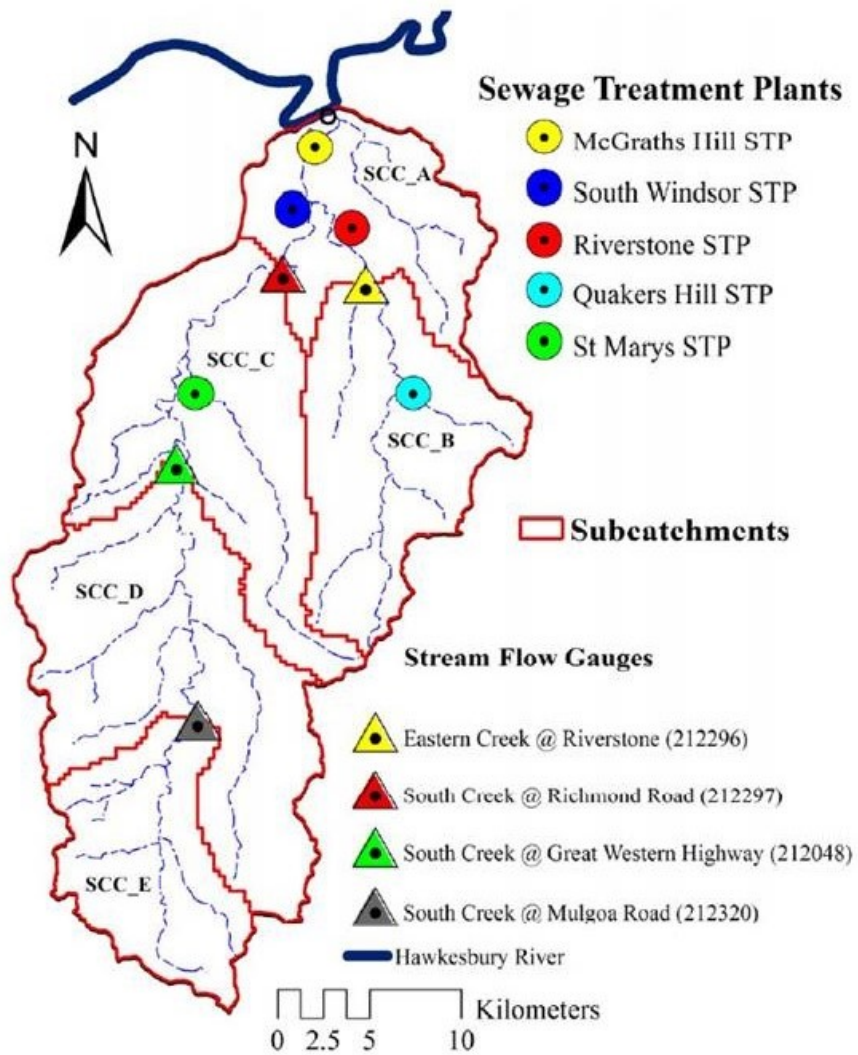 Sewage Treatment Plants
N
McGraths Hill STP
SCC_A
South Windsor STP
Riverstone STP
Quakers Hill STP
SCC_C
St Marys STP
SCC_B
Subcatchments
SCC_D
Stream Flow Gauges
Eastern Creek @ Riverstone (212296)
South Creek @ Richmond Road (212297)
South Creek @ Great Western Highway (212048)
SCC_E
South Creek @ Mulgoa Road (212320)
Hawkesbury River
Kilometers
0 2.5 5 10